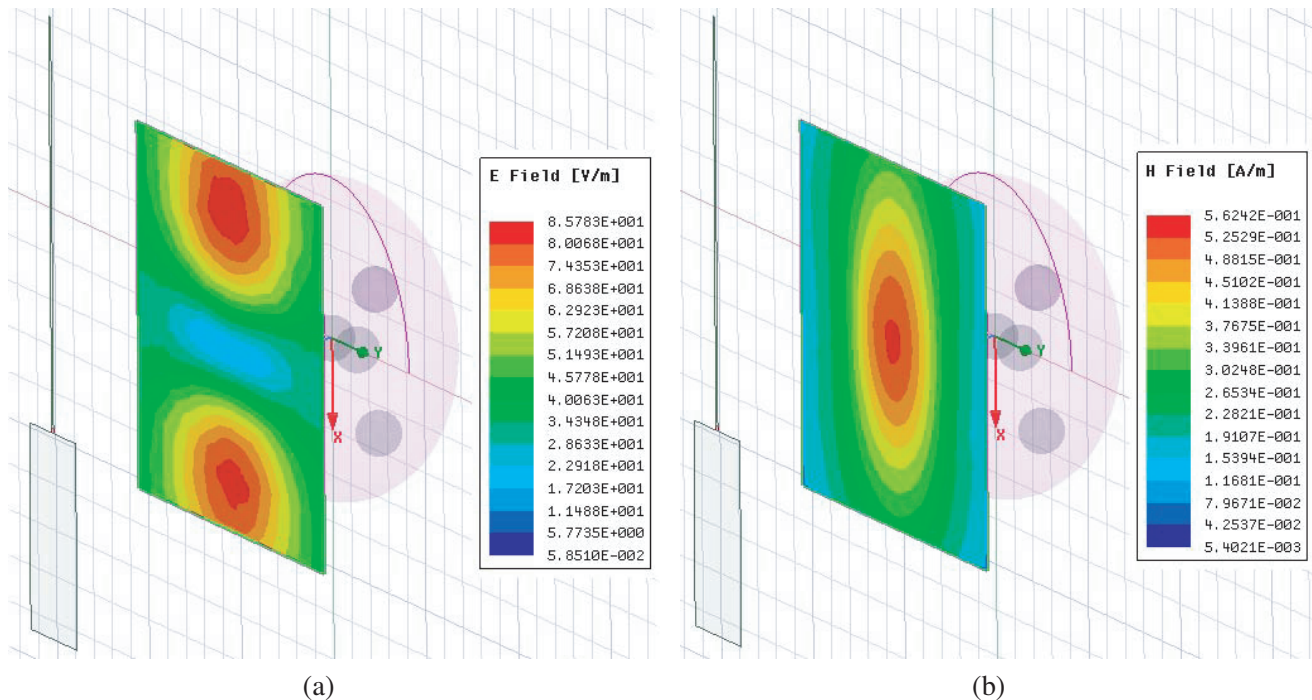 E Field [V/m]
8.5783E+001
8.0068E+001
7.4353E+001
6.8638E+001
6.2923E+001
5.7208E+001
5.1493E+001
4.5778E+001
4.0063E+001
3.4348E+001
2.8633E+001
2.2918E+001
1.7203E+001
1.1488E+001
5.7735E+000
5.8510E-002
Y
X
(a)
H Field [A/m]
5.6242E-001
5.2529E-001
4.8815E-001
4.5102E-001
4.1388E-001
3.7675E-001
3.3961E-001
3.0248E-001
2.6534E-001
2.2821E-001
1.9107E-001
1.5394E-001
1.1681E-001
7.9671E-002
4.2537E-002
5.4021E-003
Y
X
(b)